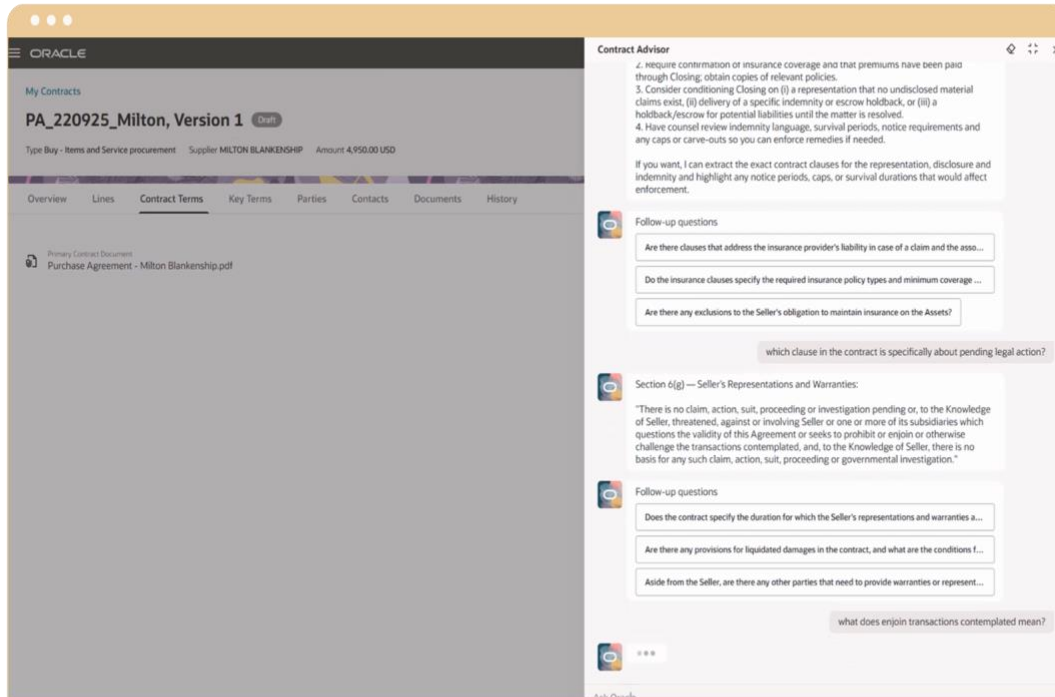 ORACLE
My Contracts
PA_220925_Milton, Version 1 Draft
Type Buy - Items and Service procurement Supplier MILTON BLANKENSHIP Amount 4,950.00 USD
Overview Lines Contract Terms Key Terms Parties Contacts Documents History
Primary Contract Document
Purchase Agreement - Milton Blankenship.pdf
Contract Advisor
2. Require confirmation of insurance coverage and that premiums have been paid
through Closing; obtain copies of relevant policies.
3. Consider conditioning Closing on (i) a representation that no undisclosed material
claims exist, (ii) delivery of a specific indemnity or escrow holdback, or (iii) a
holdback/escrow for potential liabilities until the matter is resolved.
4. Have counsel review indemnity language, survival periods, notice requirements and
any caps or carve-outs so you can enforce remedies if needed.
If you want, I can extract the exact contract clauses for the representation, disclosure and
indemnity and highlight any notice periods, caps, or survival durations that would affect
enforcement.
Follow-up questions
Are there clauses that address the insurance provider's liability in case of a claim and the asso...
Do the insurance clauses specify the required insurance policy types and minimum coverage ...
Are there any exclusions to the Seller's obligation to maintain insurance on the Assets?
which clause in the contract is specifically about pending legal action?
Section 6(g) — Seller's Representations and Warranties:
"There is no claim, action, suit, proceeding or investigation pending or, to the Knowledge
of Seller, threatened, against or involving Seller or one or more of its subsidiaries which
questions the validity of this Agreement or seeks to prohibit or enjoin or otherwise
challenge the transactions contemplated, and, to the Knowledge of Seller, there is no
basis for any such claim, action, suit, proceeding or governmental investigation."
Follow-up questions
Does the contract specify the duration for which the Seller's representations and warranties a...
Are there any provisions for liquidated damages in the contract, and what are the conditions f...
Aside from the Seller, are there any other parties that need to provide warranties or represent...
what does enjoin transactions contemplated mean?
Ask Oracle